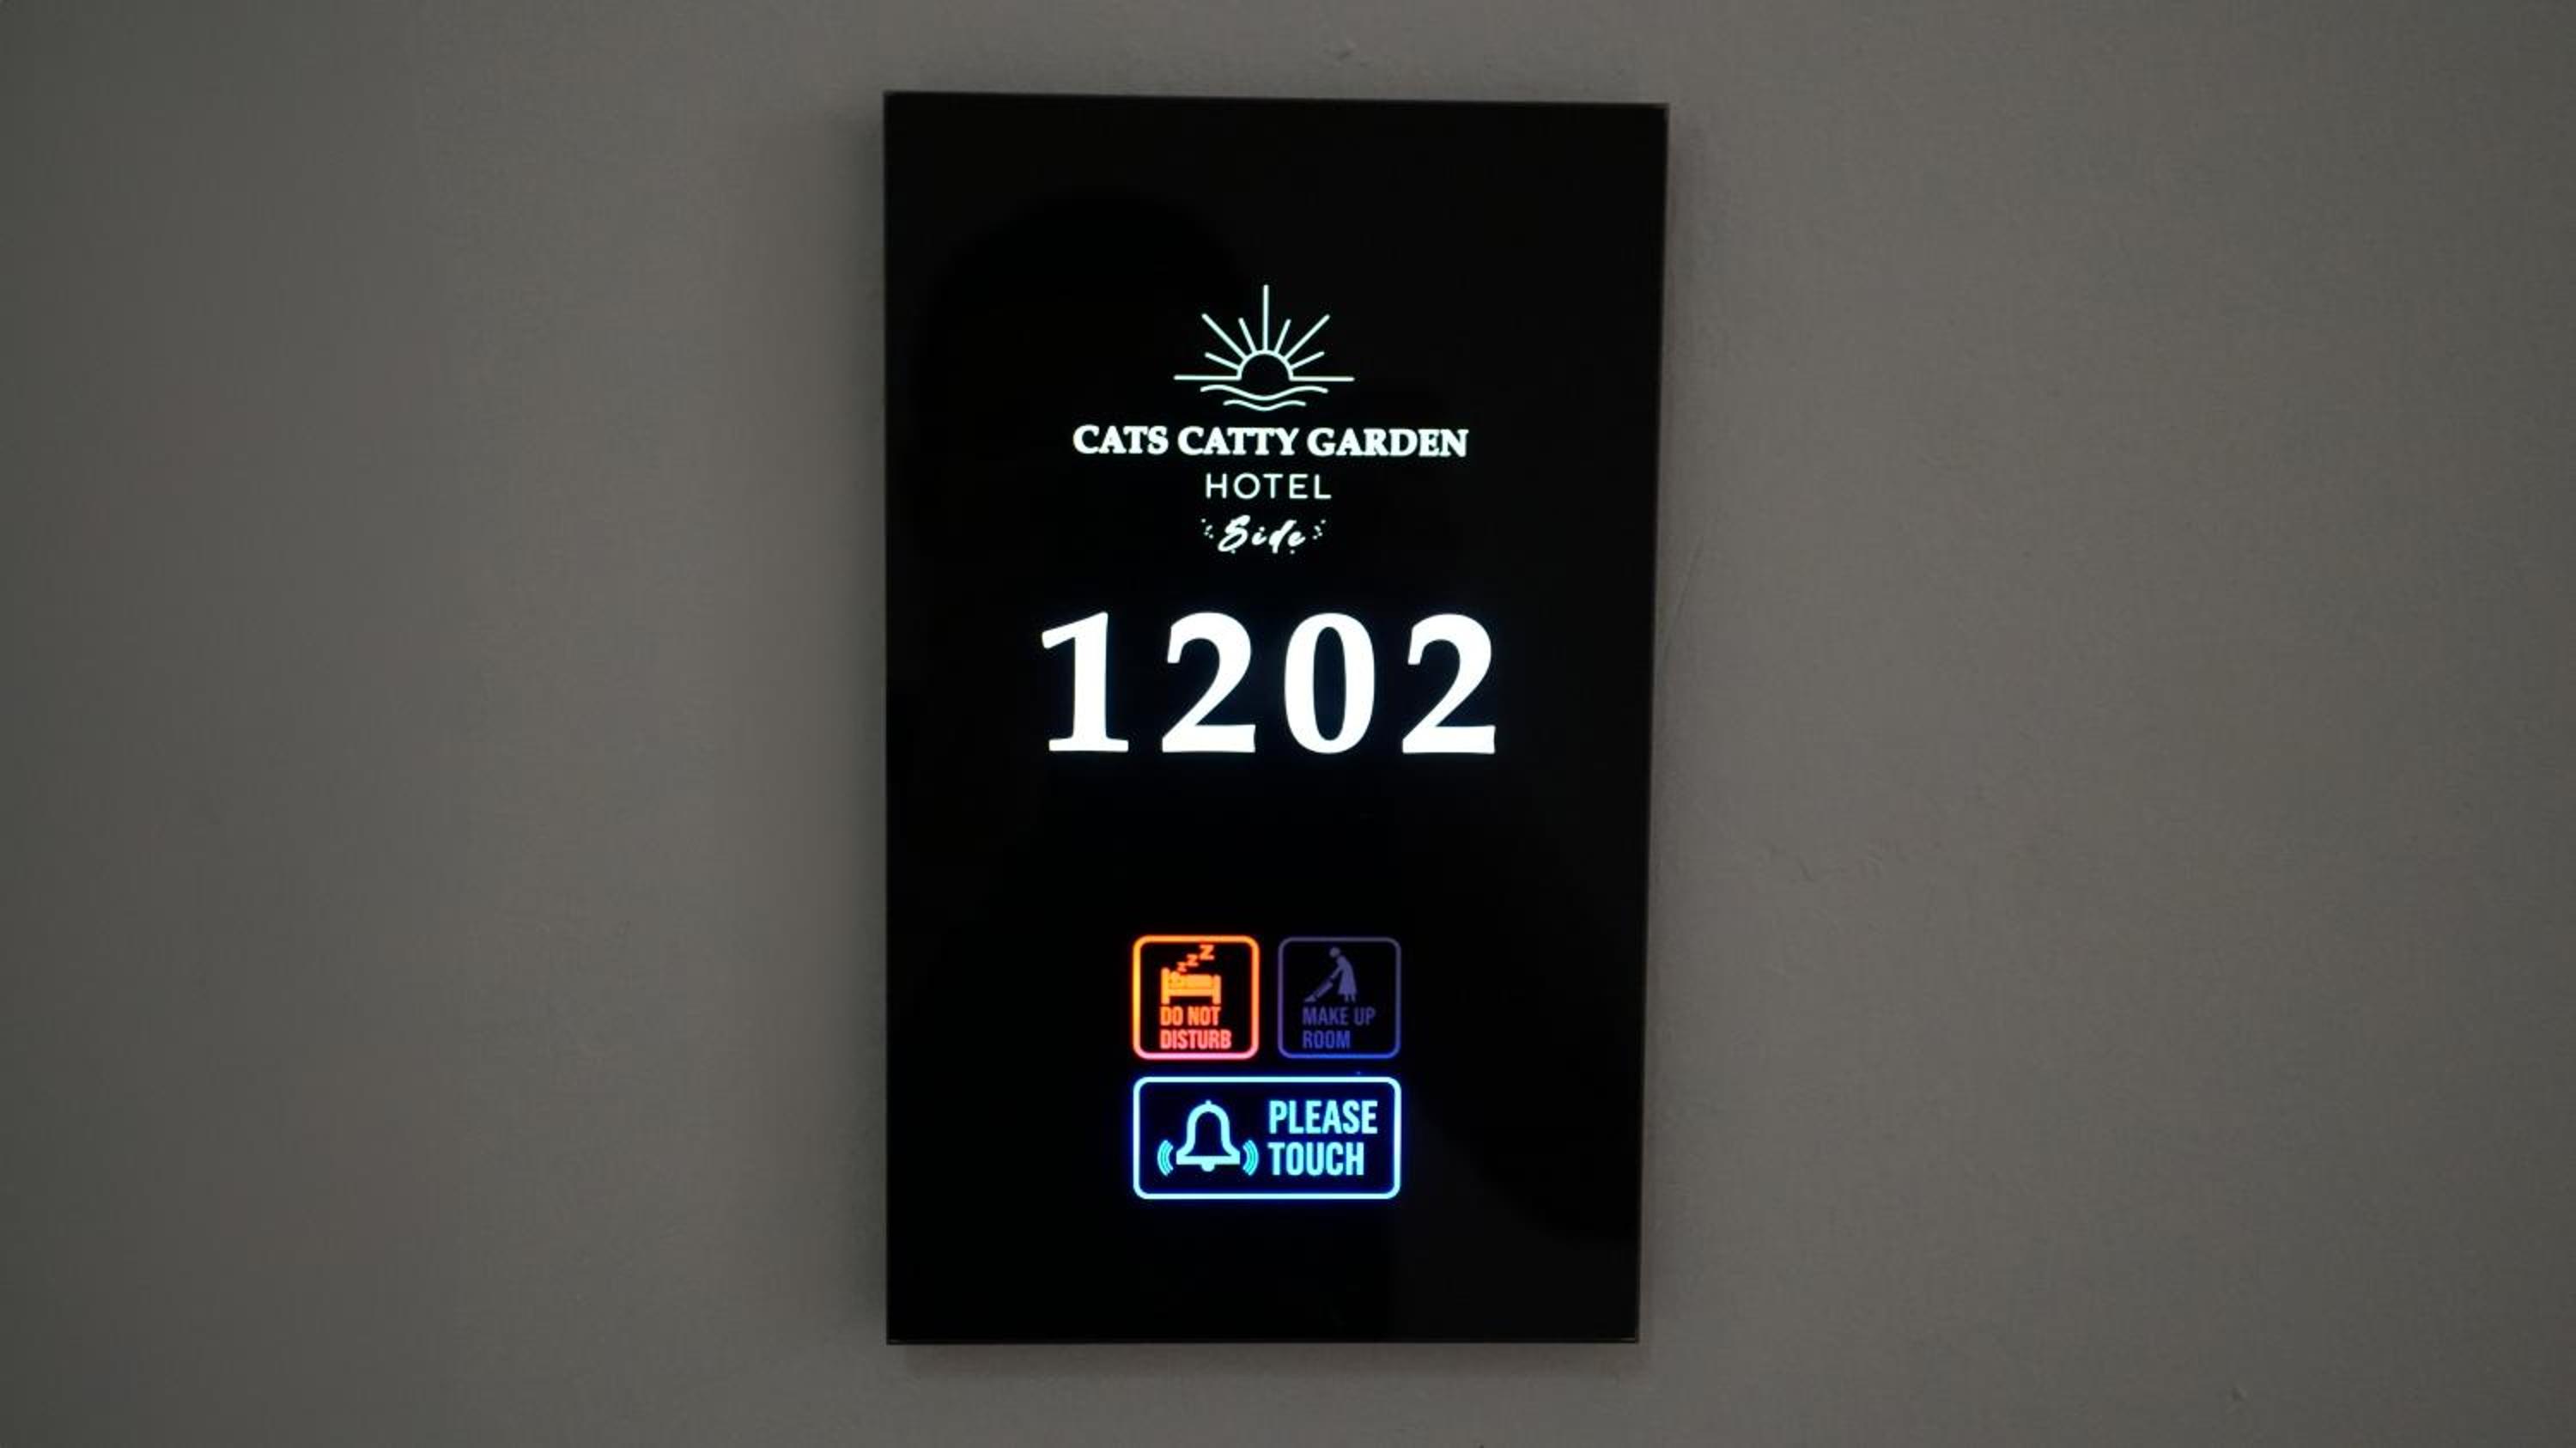 CATS CATTY GARDEN
HOTEL
Side
1202
DO NOT
DISTURB
MAKE UP
ROOM
PLEASE
TOUCH